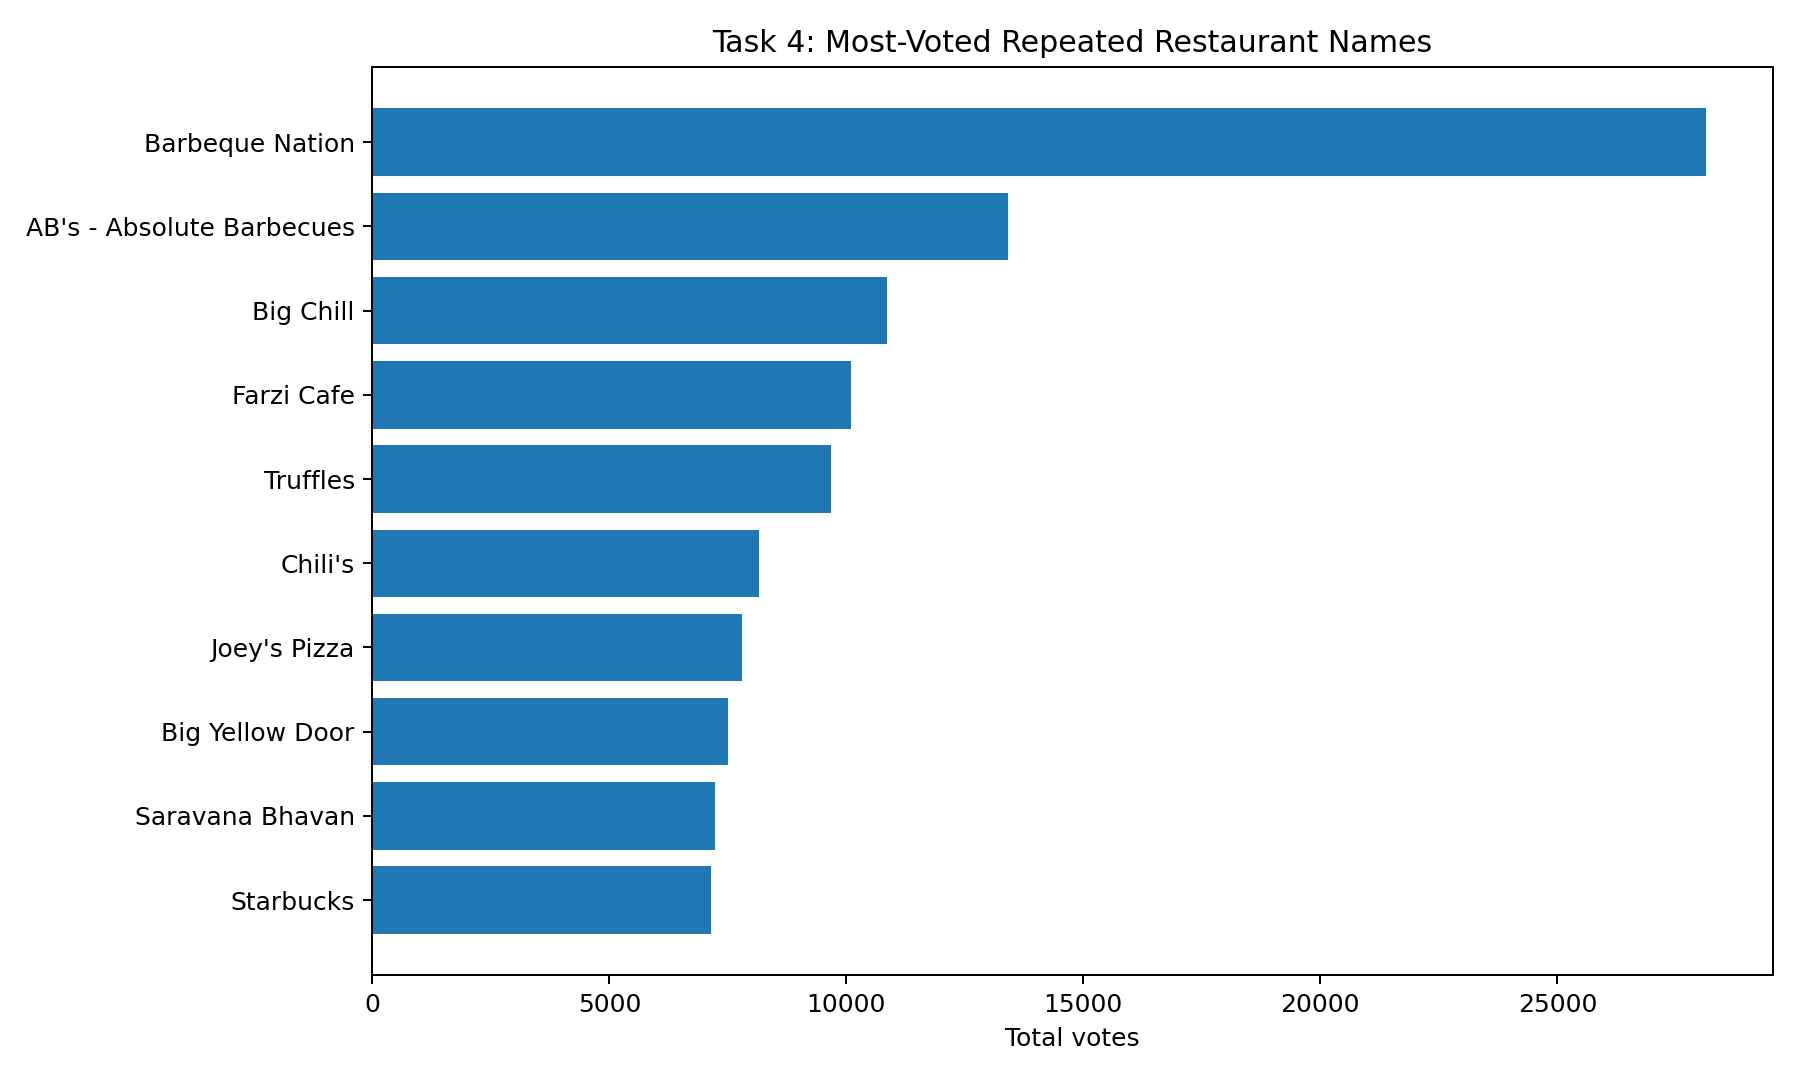 Task 4: Most-Voted Repeated Restaurant Names
Barbeque Nation
AB's - Absolute Barbecues
Big Chill
Farzi Cafe
Truffles
Chili's
Joey's Pizza
Big Yellow Door
Saravana Bhavan
Starbucks
0 5000 10000 15000 20000 25000
Total votes